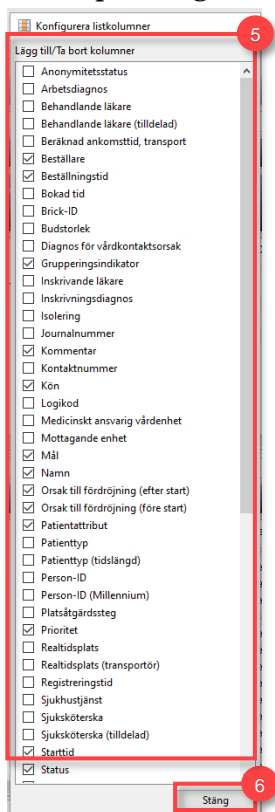 Konfigurera listkolumner
5
Lägg till/Ta bort kolumner
Anonymitetsstatus
Arbetsdiagnos
Behandlande läkare
Behandlande läkare (tilldelad)
Beräknad ankomsttid, transport
Beställare
Beställningstid
Bokad tid
Brick-ID
Budstorlek
Diagnos för vårdkontaktsorsak
Grupperingsindikator
Inskrivande läkare
Inskrivningsdiagnos
Isolering
Journalnummer
Kommentar
Kontaktnummer
Kön
Logikod
Medicinskt ansvarig vårdenhet
Mottagande enhet
Mål
Namn
Orsak till fördröjning (efter start)
Orsak till fördröjning (före start)
Patientattribut
Patienttyp
Patienttyp (tidslängd)
Person-ID
Person-ID (Millennium)
Platsåtgärdssteg
Prioritet
Realtidsplats
Realtidsplats (transportör)
Registreringstid
Sjukhustjänst
Sjuksköterska
Sjuksköterska (tilldelad)
Starttid
Status
6
Stäng